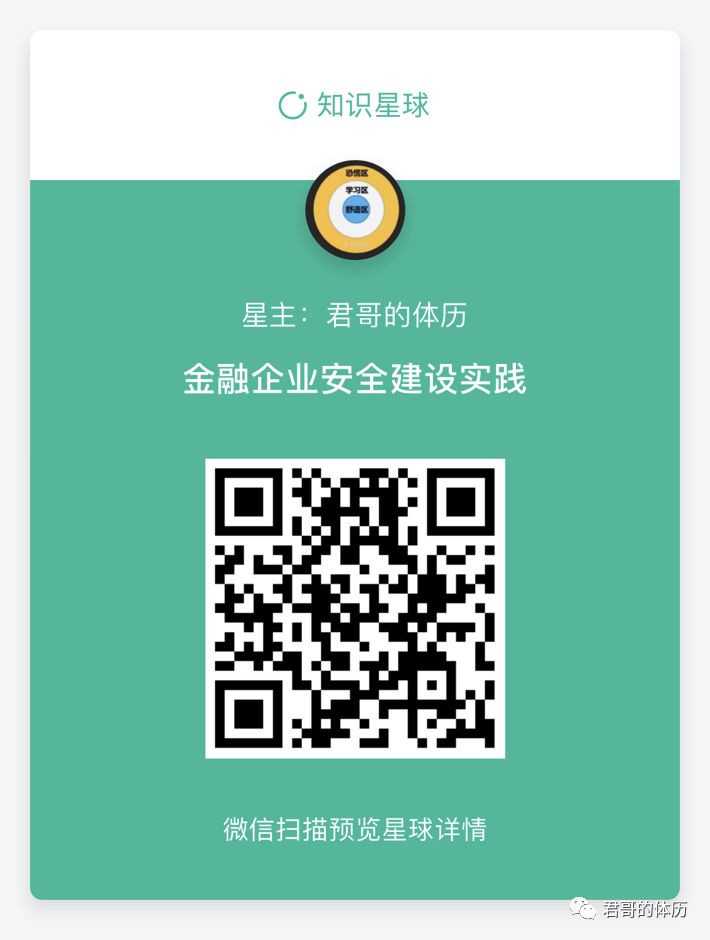 知识星球
恐慌区
学习区
舒适区
星主：君哥的体历
金融企业安全建设实践
微信扫描预览星球详情
君哥的体历